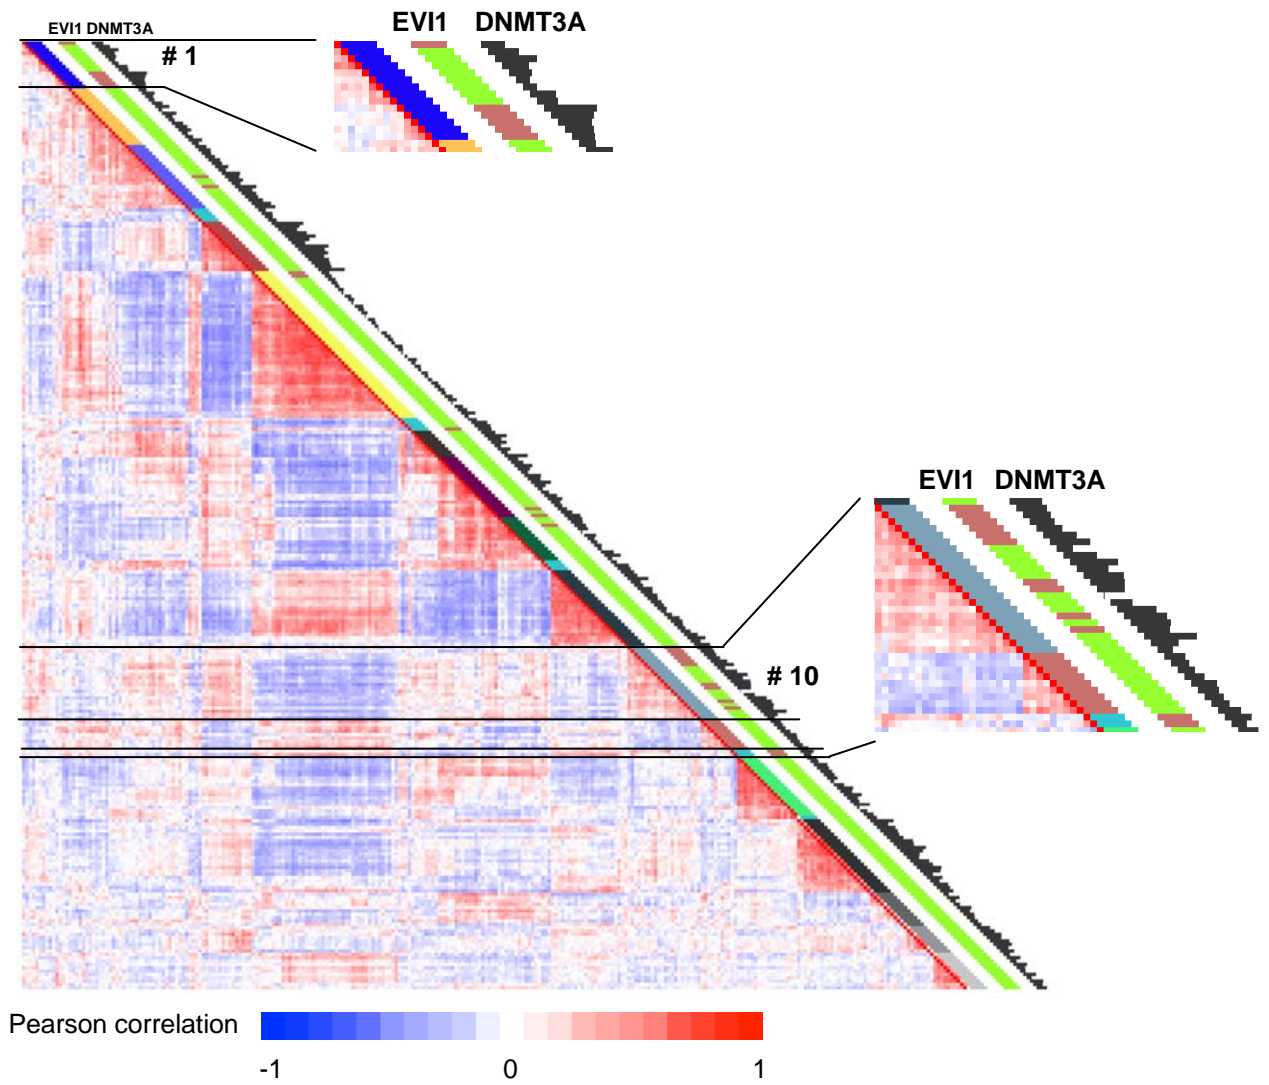 EVI1 DNMT3A
# 1
EVI1 DNMT3A
EVI1 DNMT3A
# 10
Pearson correlation
-1 0 1